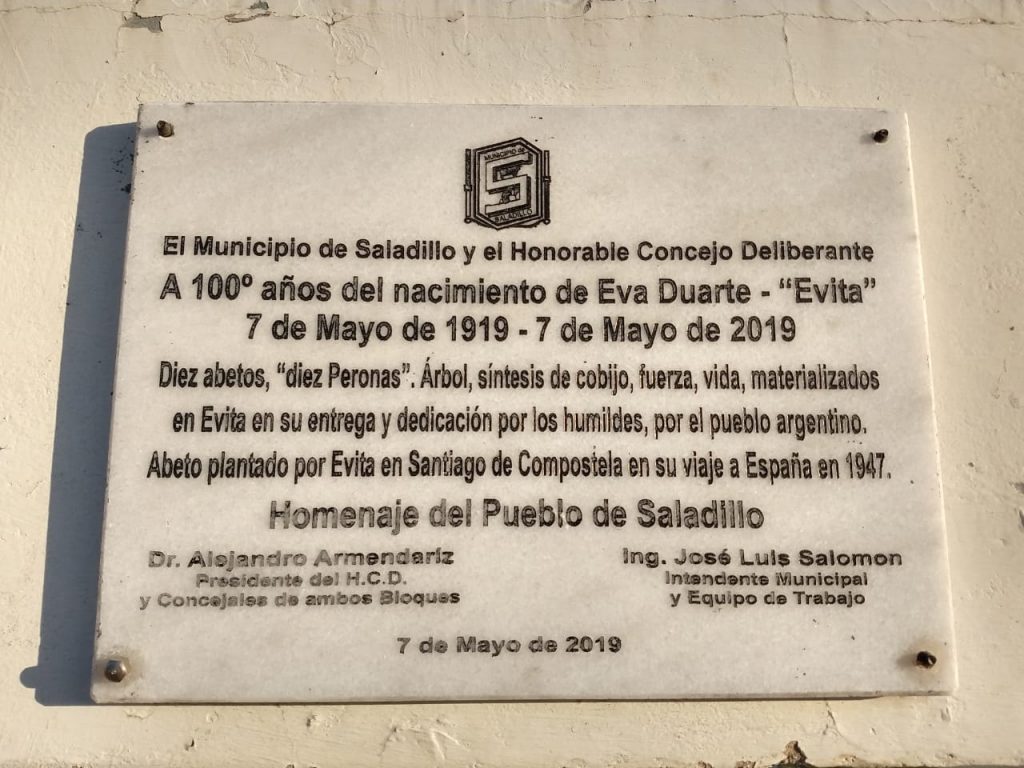 MUNICIPIO DE
S
SALADILLO
El Municipio de Saladillo y el Honorable Concejo Deliberante
A 100º años del nacimiento de Eva Duarte - “Evita”
7 de Mayo de 1919 - 7 de Mayo de 2019
Diez abetos, “diez Peronas”. Árbol, síntesis de cobijo, fuerza, vida, materializados
en Evita en su entrega y dedicación por los humildes, por el pueblo argentino.
Abeto plantado por Evita en Santiago de Compostela en su viaje a España en 1947.
Homenaje del Pueblo de Saladillo
Dr. Alejandro Armendariz
Presidente del H.C.D.
y Concejales de ambos Bloques
Ing. José Luis Salomon
Intendente Municipal
y Equipo de Trabajo
7 de Mayo de 2019